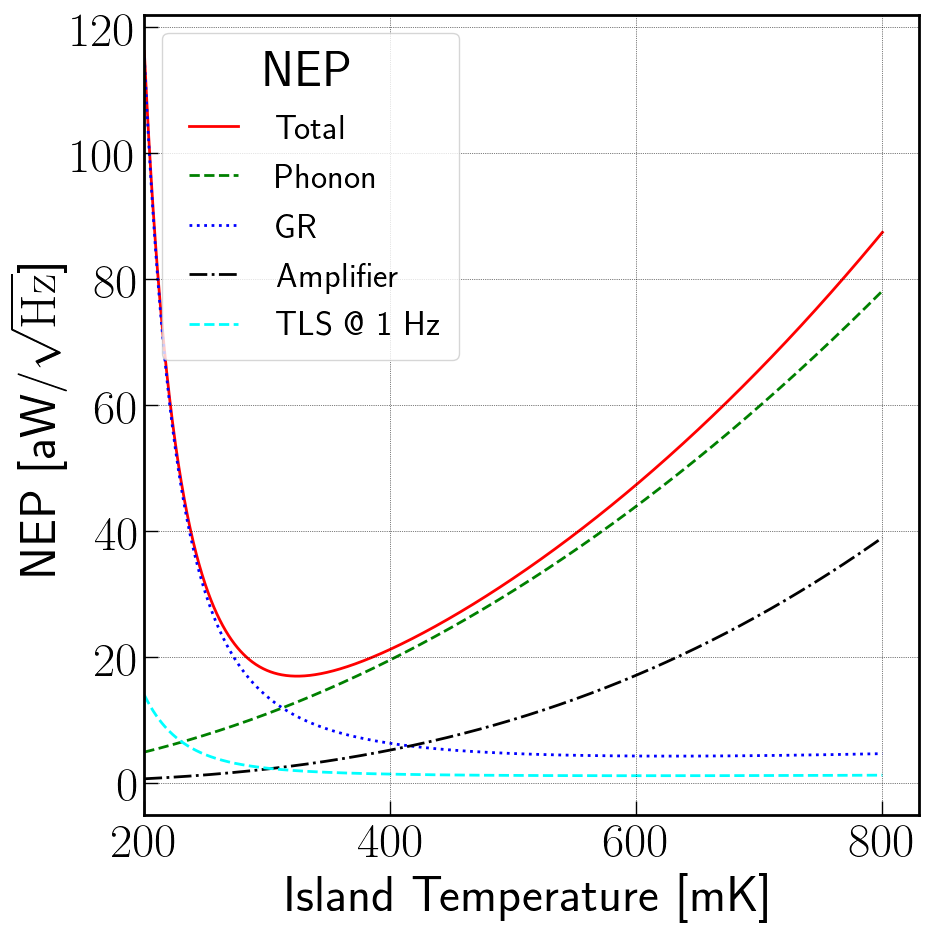 NEP
Total
Phonon
GR
Amplifier
TLS @ 1 Hz
120
100
80
60
40
20
0
NEP [aW/√Hz]
200 400 600 800
Island Temperature [mK]